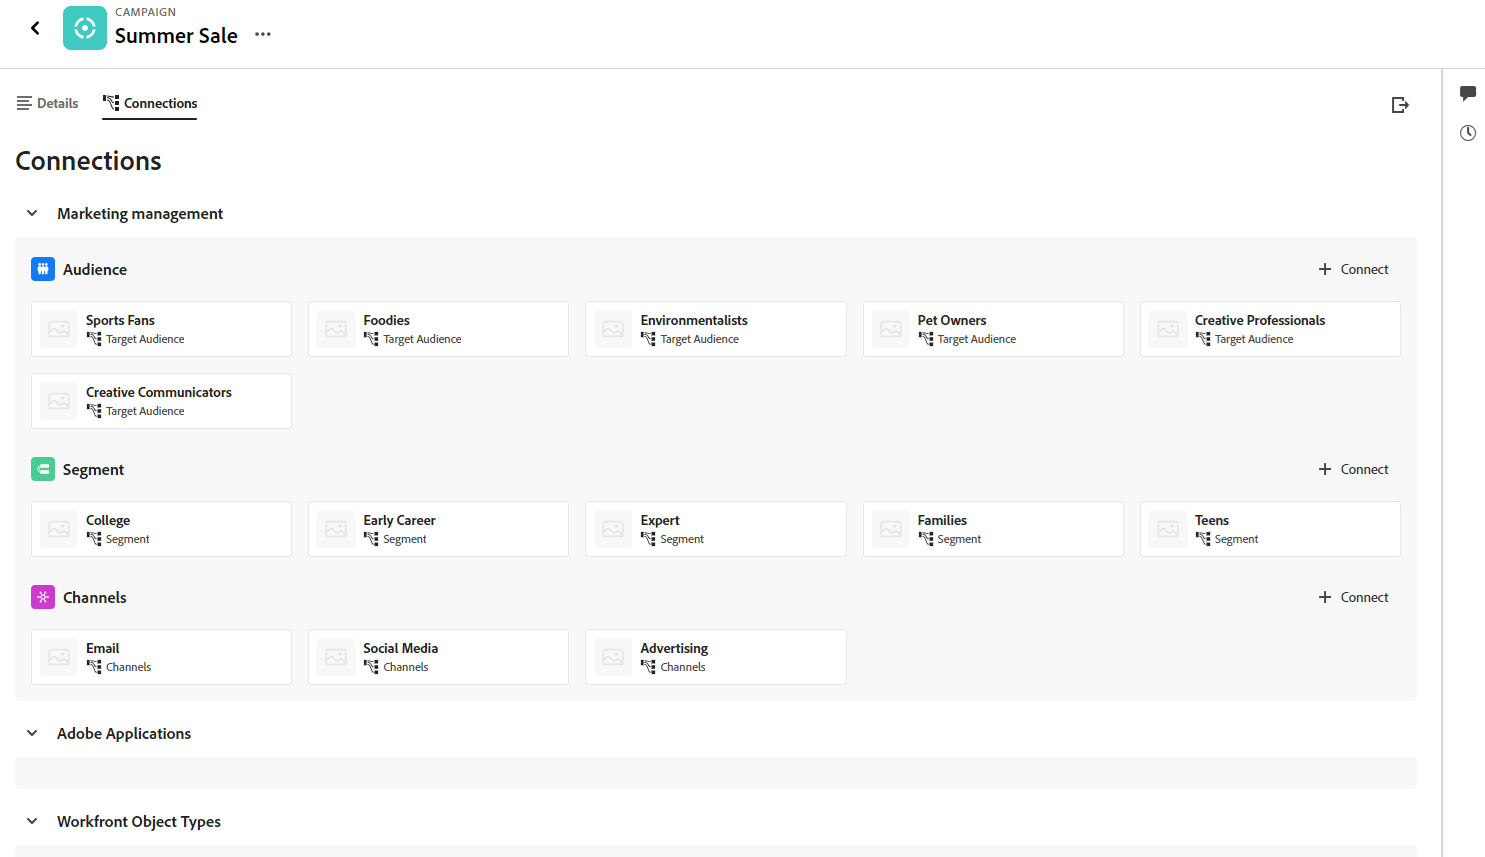 CAMPAIGN
Summer Sale
Details
Connections
Connections
Marketing management
Audience
Connect
Sports Fans
Target Audience
Foodies
Target Audience
Environmentalists
Target Audience
Pet Owners
Target Audience
Creative Professionals
Target Audience
Creative Communicators
Target Audience
Segment
Connect
College
Segment
Early Career
Segment
Expert
Segment
Families
Segment
Teens
Segment
Channels
Connect
Email
Channels
Social Media
Channels
Advertising
Channels
Adobe Applications
Workfront Object Types